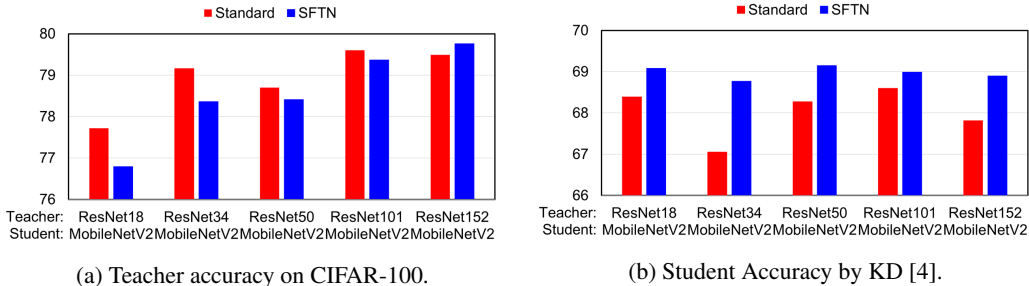 Standard SFTN
80
79
78
77
76
Teacher: ResNet18 ResNet34 ResNet50 ResNet101 ResNet152
Student: MobileNetV2 MobileNetV2 MobileNetV2 MobileNetV2 MobileNetV2
(a) Teacher accuracy on CIFAR-100.
Standard SFTN
70
69
68
67
66
Teacher: ResNet18 ResNet34 ResNet50 ResNet101 ResNet152
Student: MobileNetV2 MobileNetV2 MobileNetV2 MobileNetV2 MobileNetV2
(b) Student Accuracy by KD [4].